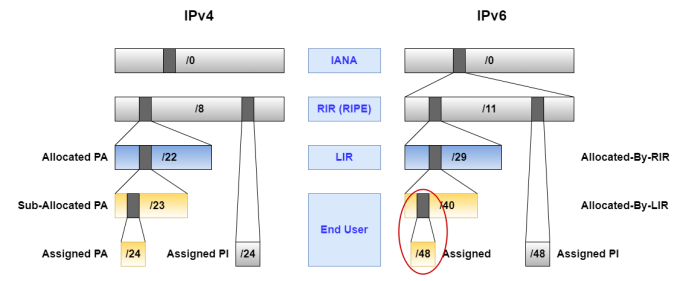 IPv4 IPv6
/0 IANA /0
/8 RIR (RIPE) /11
Allocated PA /22 LIR /29 Allocated-By-RIR
Sub-Allocated PA /23 /40 Allocated-By-LIR
End User
Assigned PA /24 Assigned PI /24 /48 Assigned /48 Assigned PI